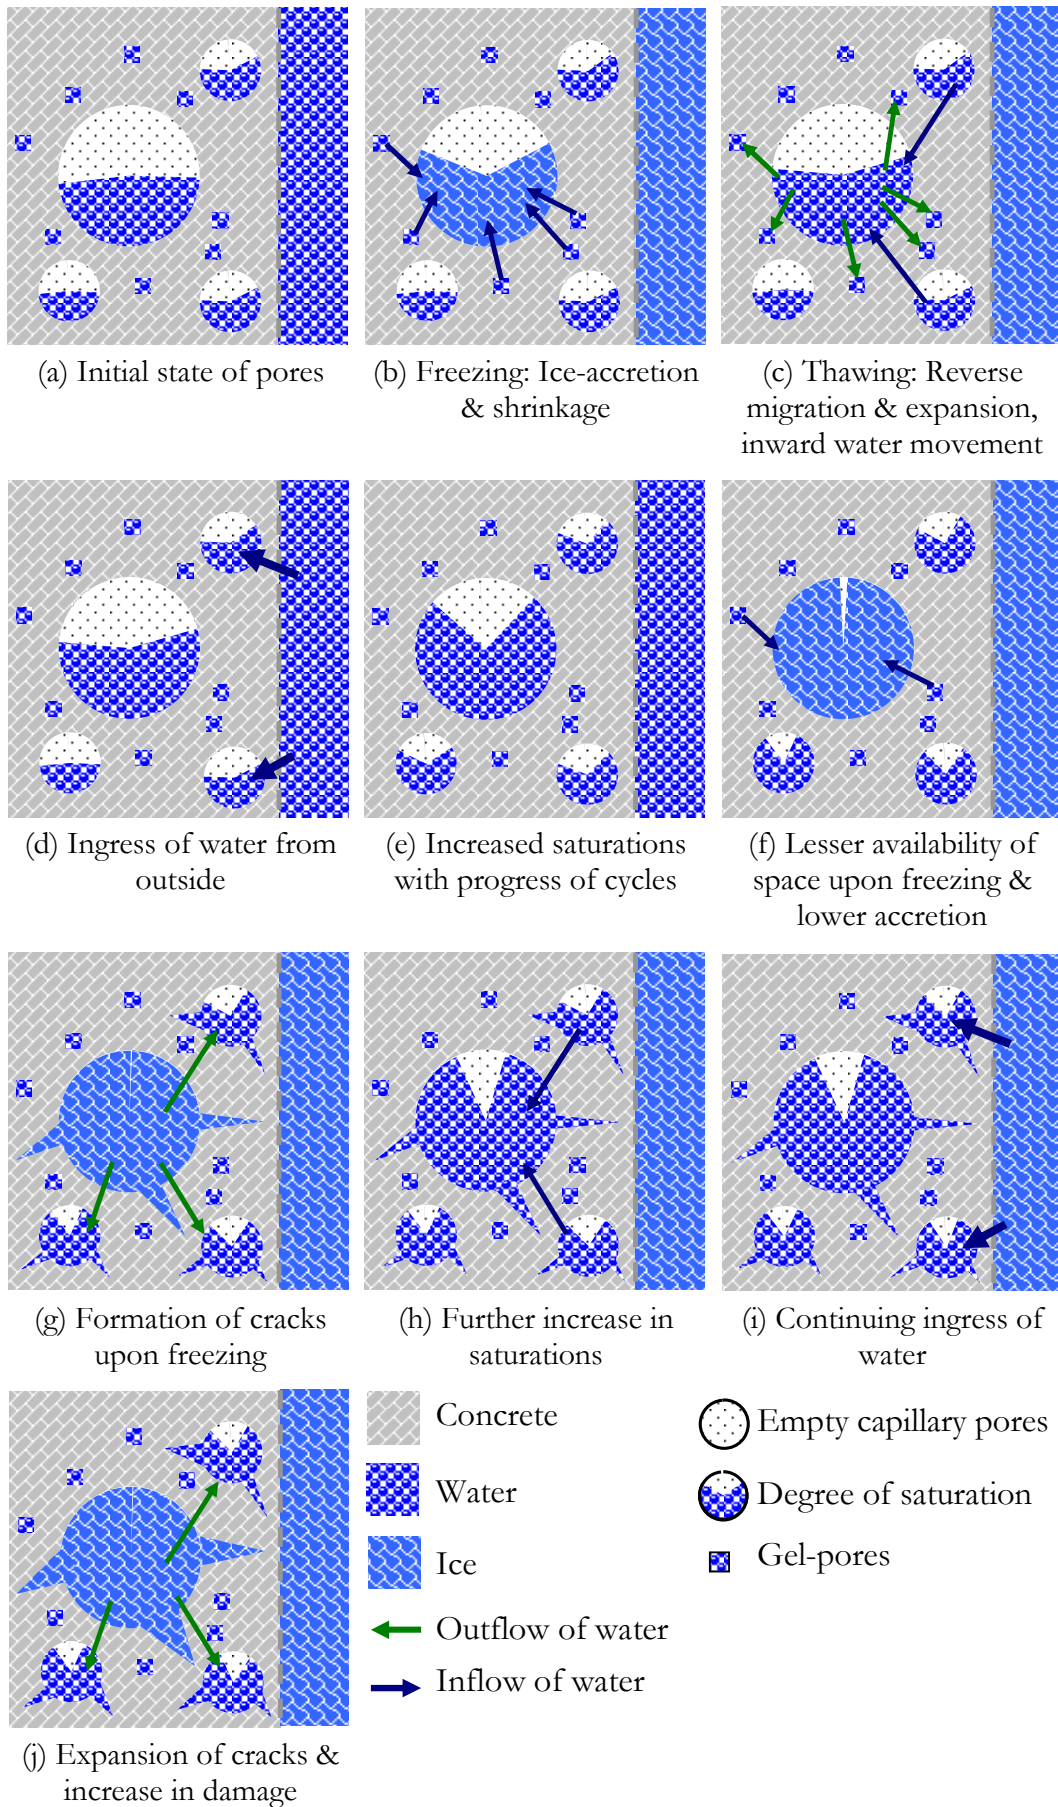 (a) Initial state of pores
(b) Freezing: Ice-accretion
& shrinkage
(c) Thawing: Reverse
migration & expansion,
inward water movement
(d) Ingress of water from
outside
(e) Increased saturations
with progress of cycles
(f) Lesser availability of
space upon freezing &
lower accretion
(g) Formation of cracks
upon freezing
(h) Further increase in
saturations
(i) Continuing ingress of
water
(j) Expansion of cracks &
increase in damage
Concrete
Water
Ice
Outflow of water
Inflow of water
Empty capillary pores
Degree of saturation
Gel-pores